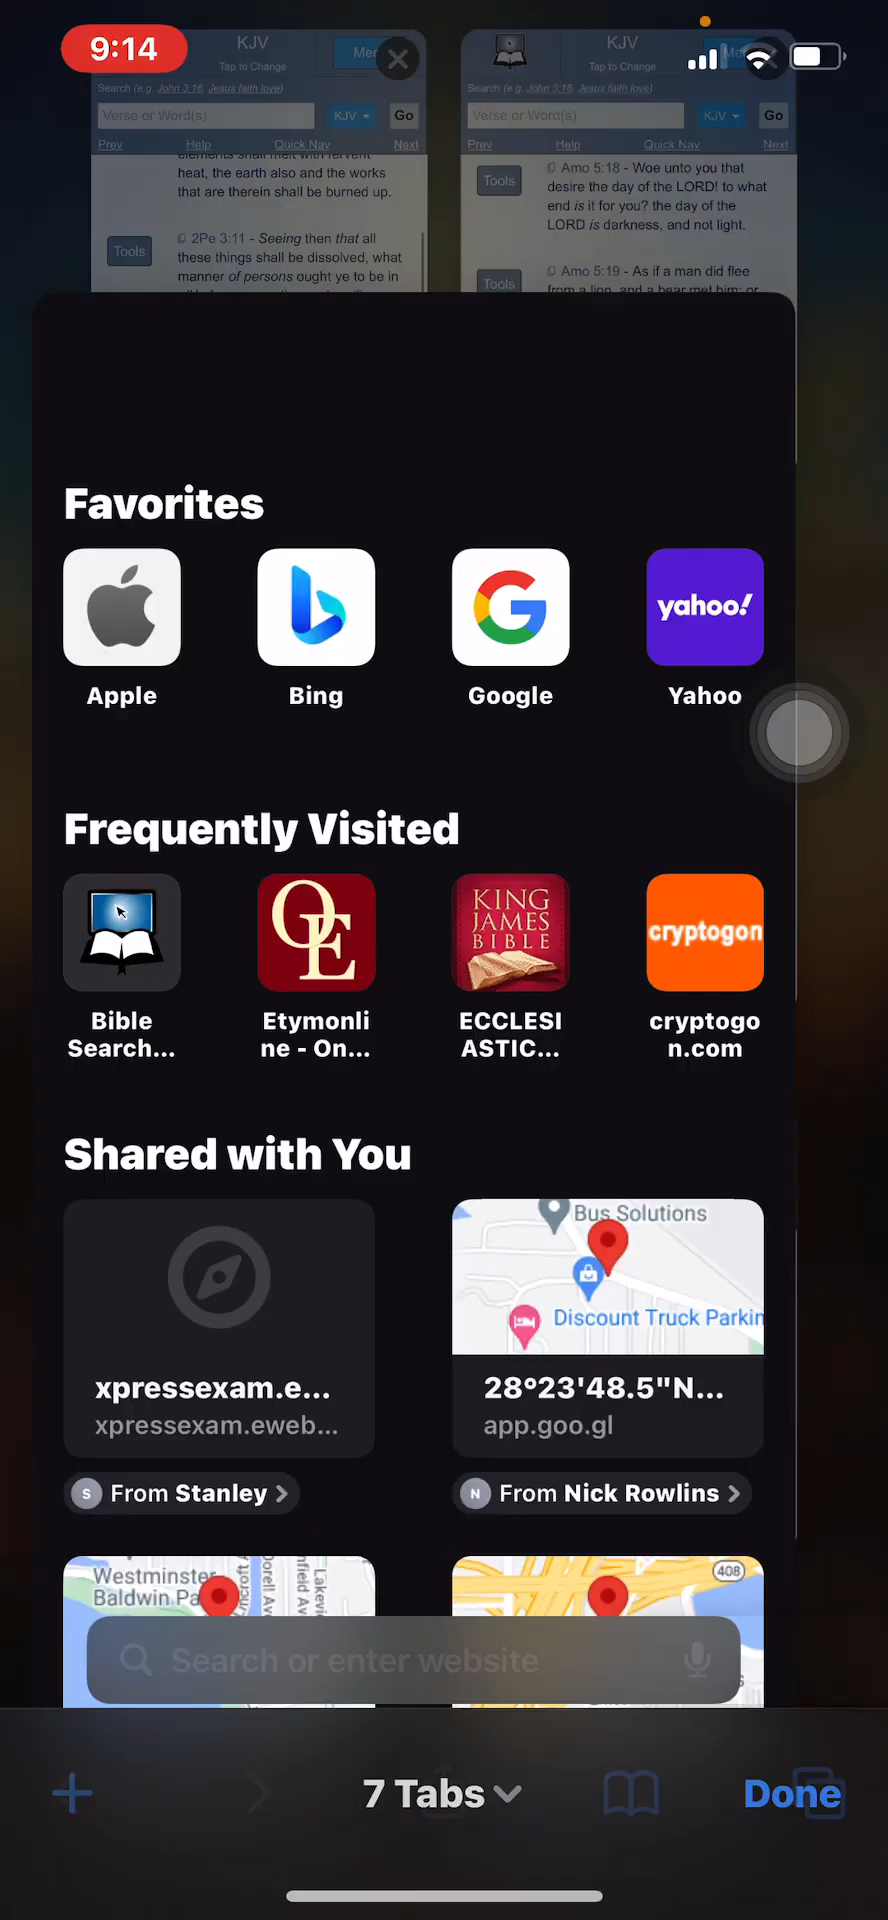 9:14
KJV
Tap to Change
Search (e.g. John 3:16, Jesus faith love)
Verse or Word(s)
KJV
Go
Prev
Help
Quick Nav
Next
heat, the earth also and the works
that are therein shall be burned up.
Tools
2Pe 3:11 - Seeing then that all
these things shall be dissolved, what
manner of persons ought ye to be in
KJV
Tap to Change
Search (e.g. John 3:16, Jesus faith love)
Verse or Word(s)
KJV
Go
Prev
Help
Quick Nav
Next
Tools
Amo 5:18 - Woe unto you that
desire the day of the LORD! to what
end is it for you? the day of the
LORD is darkness, and not light.
Tools
Amo 5:19 - As if a man did flee
from a lion, and a bear met him; or
Favorites
Apple
Bing
Google
yahoo!
Yahoo
Frequently Visited
OE
KING
JAMES
BIBLE
cryptogon
Bible
Search...
Etymonli
ne - On...
ECCLESI
ASTIC...
cryptogo
n.com
Shared with You
xpressexam.e...
xpressexam.eweb...
S From Stanley
Bus Solutions
Discount Truck Parkin
28°23'48.5"N...
app.goo.gl
N From Nick Rowlins
Westminster
Baldwin Pa
408
Search or enter website
7 Tabs
Done